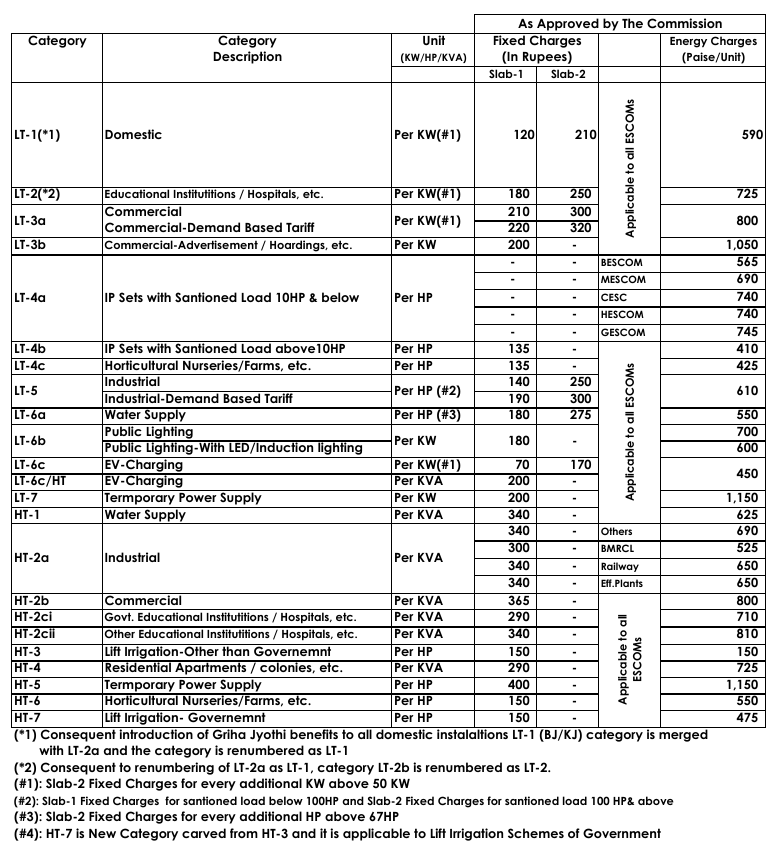 As Approved by The Commission
Category Category Unit Fixed Charges Energy Charges
Description (KW/HP/KVA) (In Rupees) (Paise/Unit)
Slab-1 Slab-2
LT-1(*1) Domestic Per KW(#1) 120 210 Applicable to all ESCOMs 590
LT-2(*2) Educational Institutitions / Hospitals, etc. Per KW(#1) 180 250 725
LT-3a Commercial Per KW(#1) 210 300 800
Commercial-Demand Based Tariff 220 320
LT-3b Commercial-Advertisement / Hoardings, etc. Per KW 200 - 1,050
LT-4a IP Sets with Santioned Load 10HP & below Per HP - - BESCOM 565
- - MESCOM 690
- - CESC 740
- - HESCOM 740
- - GESCOM 745
LT-4b IP Sets with Santioned Load above10HP Per HP 135 - Applicable to all ESCOMs 410
LT-4c Horticultural Nurseries/Farms, etc. Per HP 135 - 425
LT-5 Industrial Per HP (#2) 140 250 610
Industrial-Demand Based Tariff 190 300
LT-6a Water Supply Per HP (#3) 180 275 550
LT-6b Public Lighting Per KW 180 - 700
Public Lighting-With LED/Induction lighting 600
LT-6c EV-Charging Per KW(#1) 70 170 450
LT-6c/HT EV-Charging Per KVA 200 -
LT-7 Termporary Power Supply Per KW 200 - 1,150
HT-1 Water Supply Per KVA 340 - 625
HT-2a Industrial Per KVA 340 - Others 690
300 - BMRCL 525
340 - Railway 650
340 - Eff.Plants 650
HT-2b Commercial Per KVA 365 - Applicable to all ESCOMs 800
HT-2ci Govt. Educational Institutitions / Hospitals, etc. Per KVA 290 - 710
HT-2cii Other Educational Institutitions / Hospitals, etc. Per KVA 340 - 810
HT-3 Lift Irrigation-Other than Governemnt Per HP 150 - 150
HT-4 Residential Apartments / colonies, etc. Per KVA 290 - 725
HT-5 Termporary Power Supply Per HP 400 - 1,150
HT-6 Horticultural Nurseries/Farms, etc. Per HP 150 - 550
HT-7 Lift Irrigation- Governemnt Per HP 150 - 475
(*1) Consequent introduction of Griha Jyothi benefits to all domestic instalaltions LT-1 (BJ/KJ) category is merged
with LT-2a and the category is renumbered as LT-1
(*2) Consequent to renumbering of LT-2a as LT-1, category LT-2b is renumbered as LT-2.
(#1): Slab-2 Fixed Charges for every additional KW above 50 KW
(#2): Slab-1 Fixed Charges for santioned load below 100HP and Slab-2 Fixed Charges for santioned load 100 HP& above
(#3): Slab-2 Fixed Charges for every additional HP above 67HP
(#4): HT-7 is New Category carved from HT-3 and it is applicable to Lift Irrigation Schemes of Government